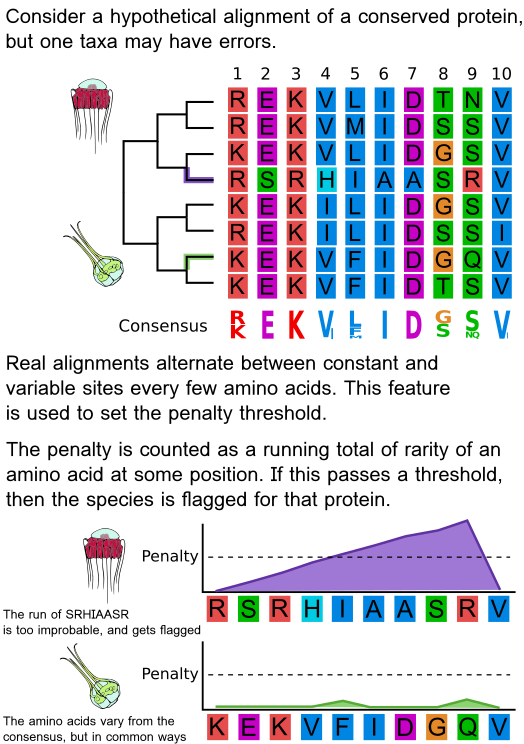 Consider a hypothetical alignment of a conserved protein,
but one taxa may have errors.
1 2 3 4 5 6 7 8 9 10
R E K V L I D T N V
R E K V M I D S S V
K E K V L I D G S V
R S R H I A A S R V
K E K I L I D G S V
R E K I L I D S S I
K E K V F I D G Q V
K E K V F I D T S V
Consensus R K E K V I L I D G S S N Q V
Real alignments alternate between constant and
variable sites every few amino acids. This feature
is used to set the penalty threshold.
The penalty is counted as a running total of rarity of an
amino acid at some position. If this passes a threshold,
then the species is flagged for that protein.
Penalty
R S R H I A A S R V
The run of SRHIAASR
is too improbable, and gets flagged
Penalty
K E K V F I D G Q V
The amino acids vary from the
consensus, but in common ways